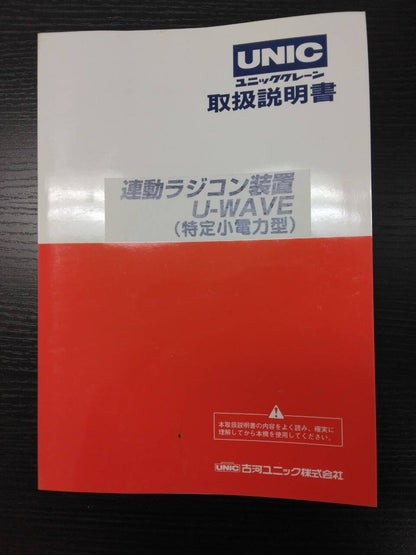 UNIC
ユニッククレーン
取扱説明書
連動ラジコン装置
U-WAVE
(特定小電力型)
本取扱説明書の内容をよく読み、確実に
理解してから本機を使用してください。
UNIC 古河ユニック株式会社